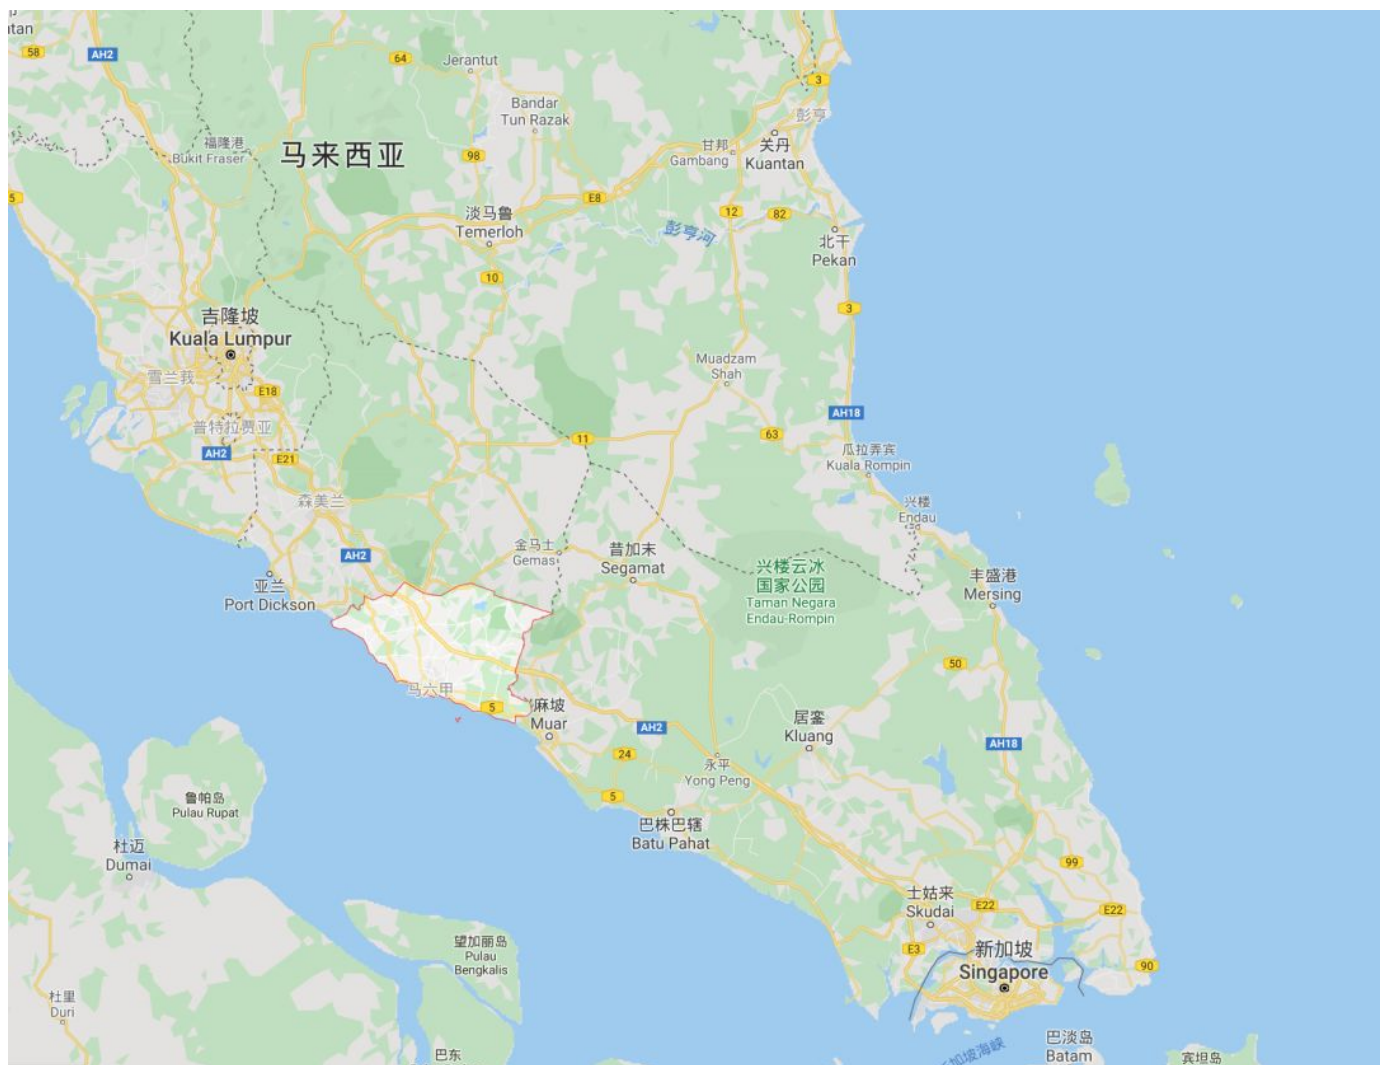 ntan
58
AH2
64
Jerantut
3
彭亨
Bandar
Tun Razak
福隆港
Bukit Fraser
马来西亚
98
甘邦
Gambang
关丹
Kuantan
5
E8
12
82
淡马鲁
Temerloh
彭亨河
北干
Pekan
10
3
吉隆坡
Kuala Lumpur
雪兰莪
E18
Muadzam
Shah
普特拉贾亚
AH2
E21
11
63
AH18
瓜拉弄宾
Kuala Rompin
森美兰
兴楼
Endau
AH2
金马士
Gemas
昔加末
Segamat
兴楼云冰
国家公园
Taman Negara
Endau-Rompin
丰盛港
Mersing
亚兰
Port Dickson
50
马六甲
5
麻坡
Muar
AH2
居銮
Kluang
AH18
24
永平
Yong Peng
5
鲁帕岛
Pulau Rupat
巴株巴辖
Batu Pahat
杜迈
Dumai
99
士姑来
Skudai
E22
E22
望加丽岛
Pulau
Bengkalis
E3
新加坡
Singapore
90
杜里
Duri
巴东
新加坡海峡
巴淡岛
Batam
宾坦岛